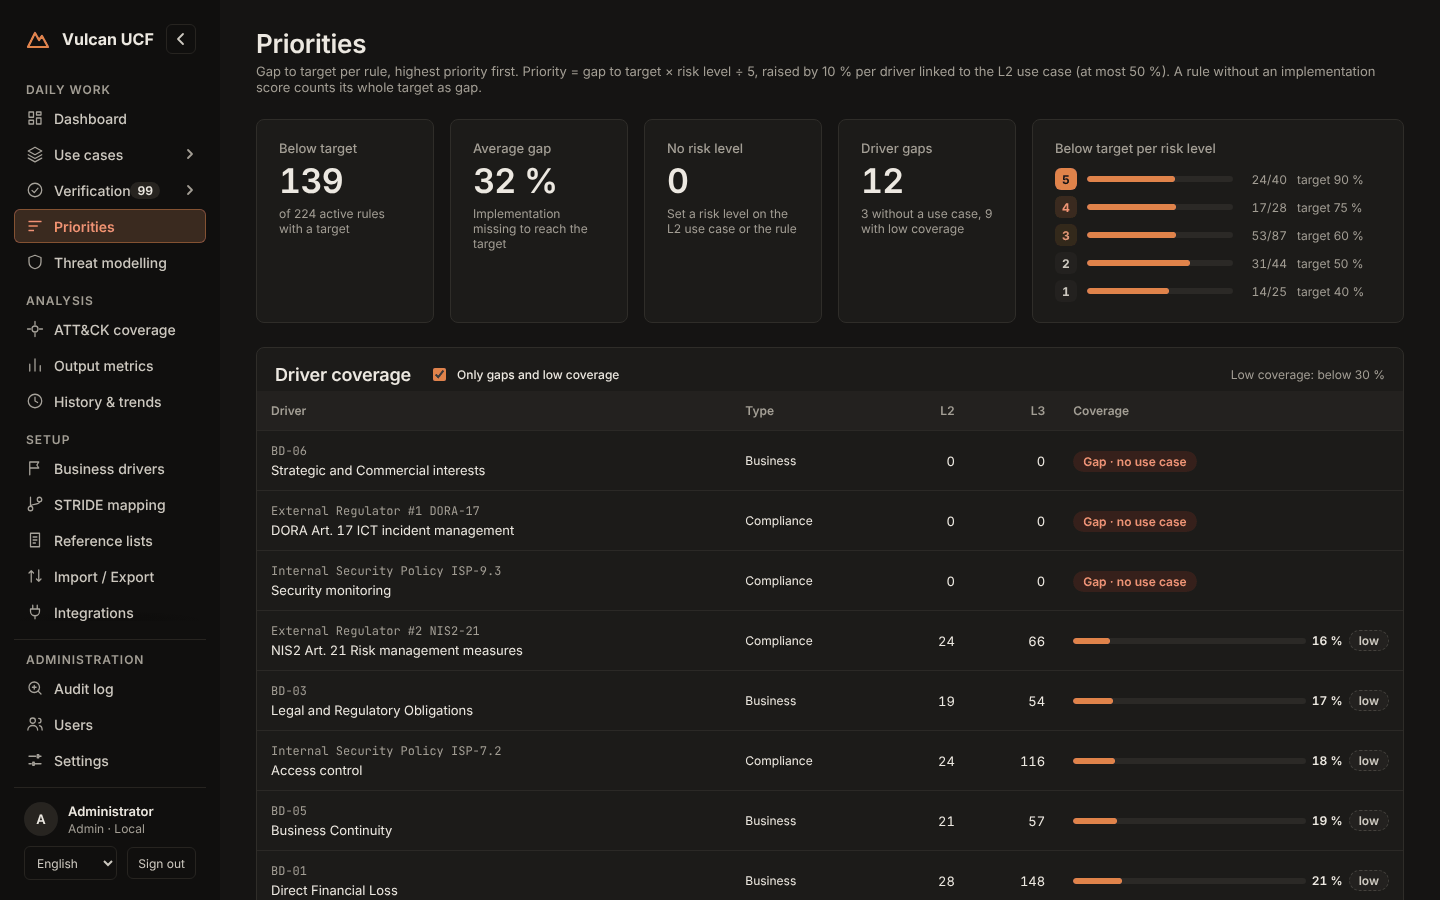 Vulcan UCF
DAILY WORK
Dashboard
Use cases
Verification 99
Priorities
Threat modelling
ANALYSIS
ATT&CK coverage
Output metrics
History & trends
SETUP
Business drivers
STRIDE mapping
Reference lists
Import / Export
Integrations
ADMINISTRATION
Audit log
Users
Settings
A
Administrator
Admin · Local
English
Sign out
Priorities
Gap to target per rule, highest priority first. Priority = gap to target × risk level ÷ 5, raised by 10 % per driver linked to the L2 use case (at most 50 %). A rule without an implementation
score counts its whole target as gap.
Below target
139
of 224 active rules
with a target
Average gap
32 %
Implementation
missing to reach the
target
No risk level
0
Set a risk level on the
L2 use case or the rule
Driver gaps
12
3 without a use case, 9
with low coverage
Below target per risk level
5 24/40 target 90 %
4 17/28 target 75 %
3 53/87 target 60 %
2 31/44 target 50 %
1 14/25 target 40 %
Driver coverage
Only gaps and low coverage
Low coverage: below 30 %
Driver Type L2 L3 Coverage
BD-06
Strategic and Commercial interests
Business 0 0 Gap · no use case
External Regulator #1 DORA-17
DORA Art. 17 ICT incident management
Compliance 0 0 Gap · no use case
Internal Security Policy ISP-9.3
Security monitoring
Compliance 0 0 Gap · no use case
External Regulator #2 NIS2-21
NIS2 Art. 21 Risk management measures
Compliance 24 66 16 % low
BD-03
Legal and Regulatory Obligations
Business 19 54 17 % low
Internal Security Policy ISP-7.2
Access control
Compliance 24 116 18 % low
BD-05
Business Continuity
Business 21 57 19 % low
BD-01
Direct Financial Loss
Business 28 148 21 % low